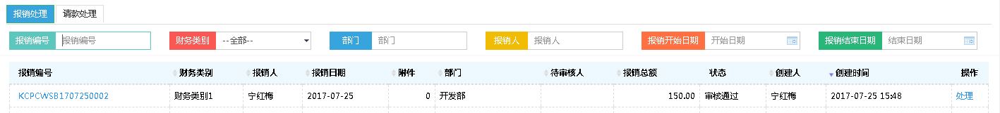 报销处理 请款处理
报销编号 报销编号 财务类别 --全部-- 部门 部门 报销人 报销人 报销开始日期 开始日期 报销结束日期 结束日期
报销编号 财务类别 报销人 报销日期 附件 部门 待审核人 报销总额 状态 创建人 创建时间 操作
KCPCWSB1707250002 财务类别1 宁红梅 2017-07-25 0 开发部 150.00 审核通过 宁红梅 2017-07-25 15:48 处理